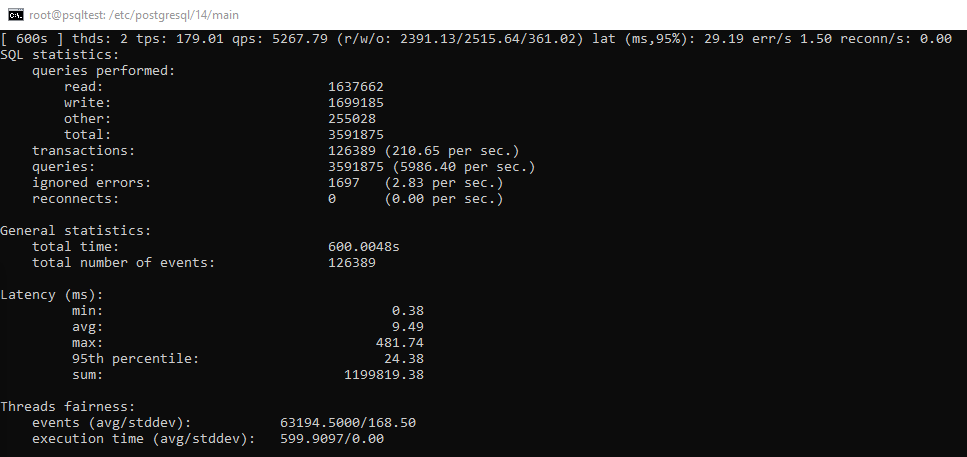 root@psqltest: /etc/postgresql/14/main
[ 600s ] thds: 2 tps: 179.01 qps: 5267.79 (r/w/o: 2391.13/2515.64/361.02) lat (ms,95%): 29.19 err/s 1.50 reconn/s: 0.00
SQL statistics:
    queries performed:
        read:                            1637662
        write:                           1699185
        other:                           255028
        total:                           3591875
    transactions:                        126389 (210.65 per sec.)
    queries:                             3591875 (5986.40 per sec.)
    ignored errors:                      1697   (2.83 per sec.)
    reconnects:                          0      (0.00 per sec.)
General statistics:
    total time:                          600.0048s
    total number of events:              126389
Latency (ms):
         min:                                    0.38
         avg:                                    9.49
         max:                                  481.74
         95th percentile:                       24.38
         sum:                              1199819.38
Threads fairness:
    events (avg/stddev):           63194.5000/168.50
    execution time (avg/stddev):   599.9097/0.00